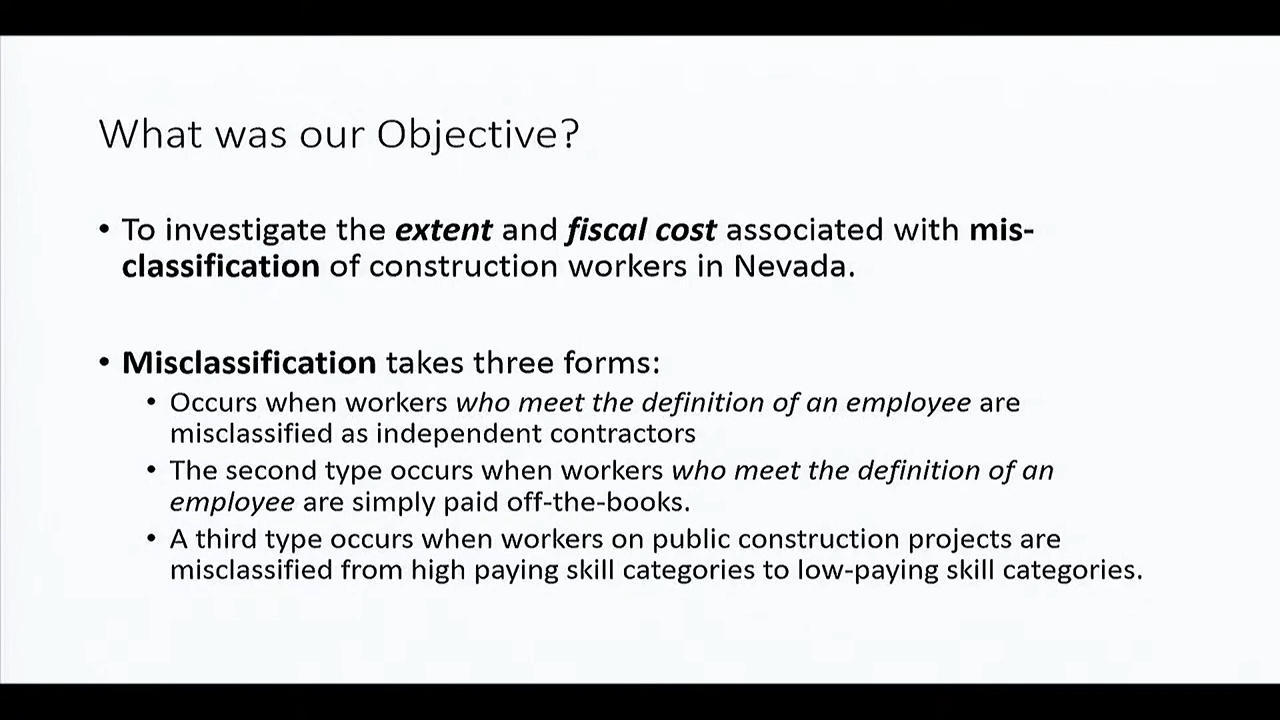 What was our Objective?
• To investigate the extent and fiscal cost associated with mis-
classification of construction workers in Nevada.
• Misclassification takes three forms:
• Occurs when workers who meet the definition of an employee are
misclassified as independent contractors
• The second type occurs when workers who meet the definition of an
employee are simply paid off-the-books.
• A third type occurs when workers on public construction projects are
misclassified from high paying skill categories to low-paying skill categories.